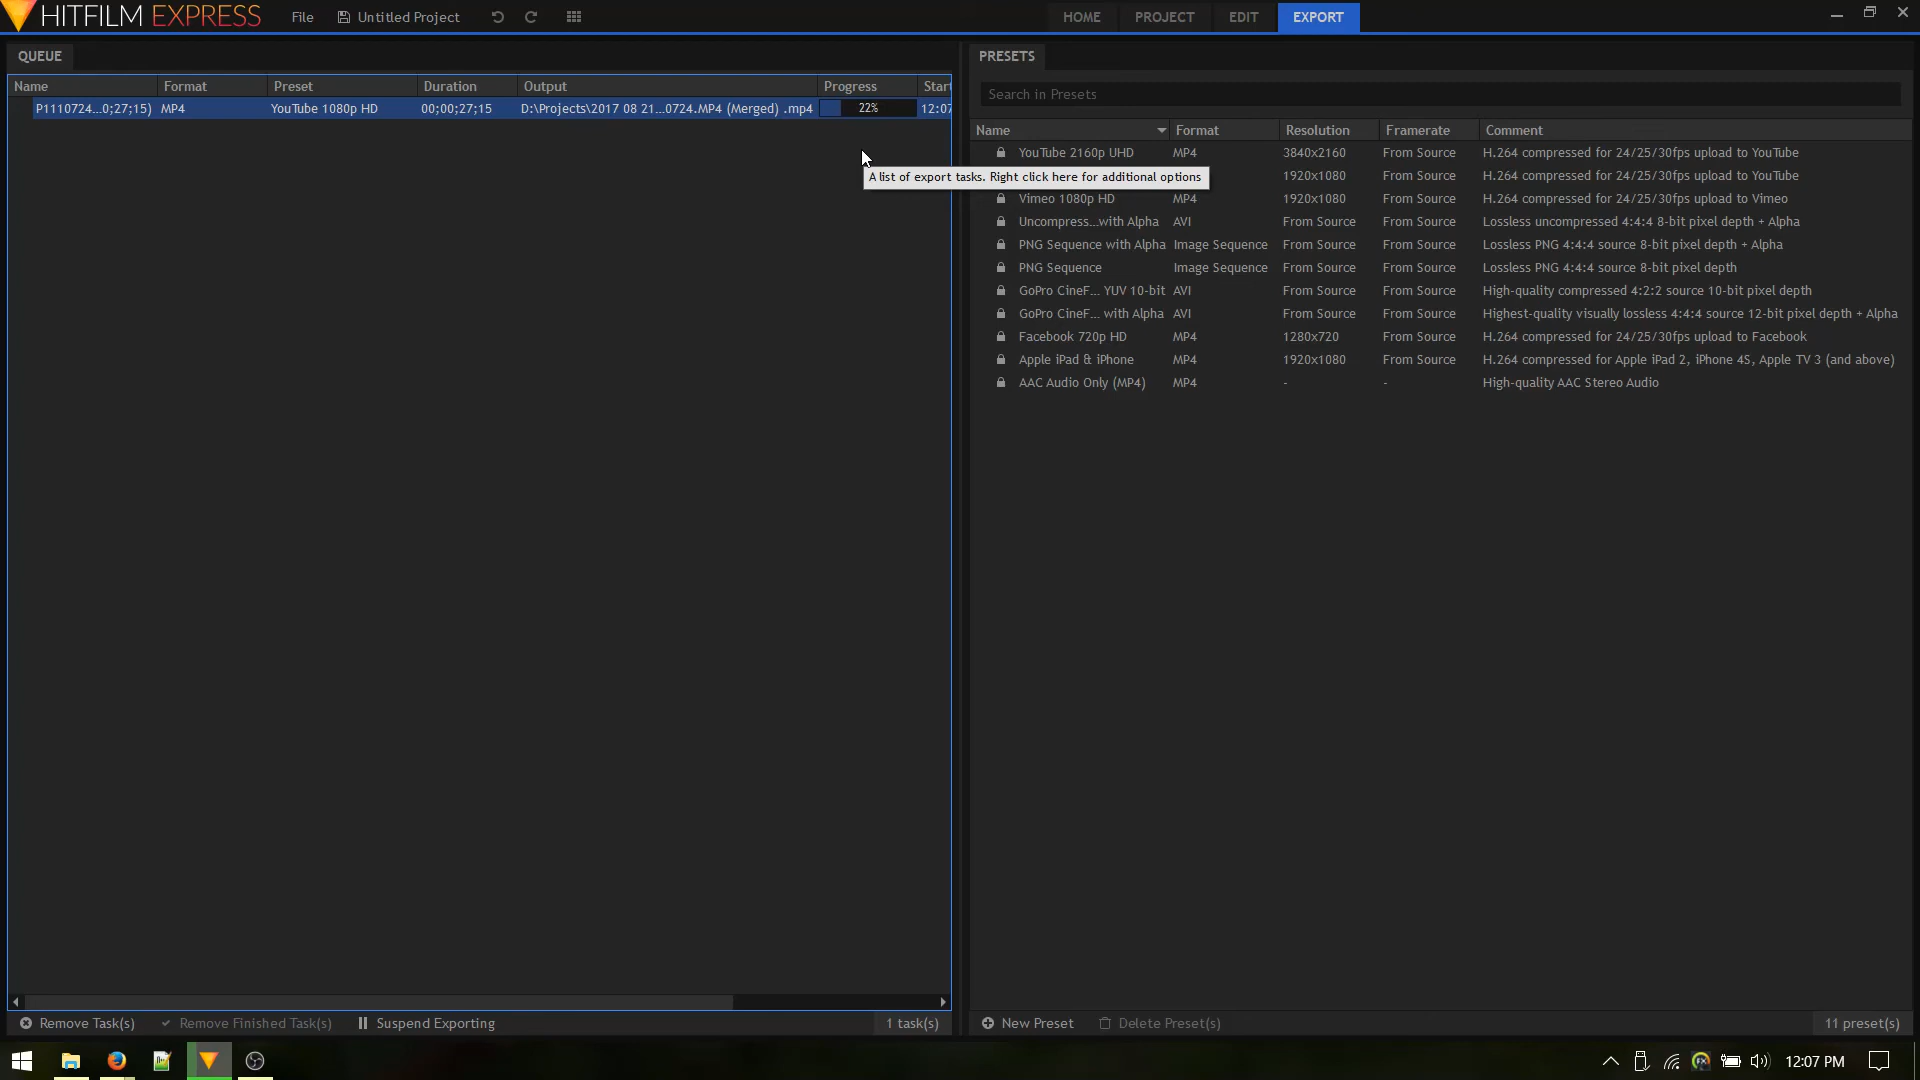 HITFILM EXPRESS File Untitled Project HOME PROJECT EDIT EXPORT
QUEUE
Name Format Preset Duration Output Progress Start
P1110724...0;27;15) MP4 YouTube 1080p HD 00;00;27;15 D:\Projects\2017 08 21...0724.MP4 (Merged) .mp4 22% 12:07
A list of export tasks. Right click here for additional options
Remove Task(s) Remove Finished Task(s) Suspend Exporting 1 task(s)
PRESETS
Search in Presets
Name Format Resolution Framerate Comment
YouTube 2160p UHD MP4 3840x2160 From Source H.264 compressed for 24/25/30fps upload to YouTube
1920x1080 From Source H.264 compressed for 24/25/30fps upload to YouTube
Vimeo 1080p HD MP4 1920x1080 From Source H.264 compressed for 24/25/30fps upload to Vimeo
Uncompress...with Alpha AVI From Source From Source Lossless uncompressed 4:4:4 8-bit pixel depth + Alpha
PNG Sequence with Alpha Image Sequence From Source From Source Lossless PNG 4:4:4 source 8-bit pixel depth + Alpha
PNG Sequence Image Sequence From Source From Source Lossless PNG 4:4:4 source 8-bit pixel depth
GoPro CineF... YUV 10-bit AVI From Source From Source High-quality compressed 4:2:2 source 10-bit pixel depth
GoPro CineF... with Alpha AVI From Source From Source Highest-quality visually lossless 4:4:4 source 12-bit pixel depth + Alpha
Facebook 720p HD MP4 1280x720 From Source H.264 compressed for 24/25/30fps upload to Facebook
Apple iPad & iPhone MP4 1920x1080 From Source H.264 compressed for Apple iPad 2, iPhone 4S, Apple TV 3 (and above)
AAC Audio Only (MP4) MP4 - - High-quality AAC Stereo Audio
New Preset Delete Preset(s) 11 preset(s)
12:07 PM